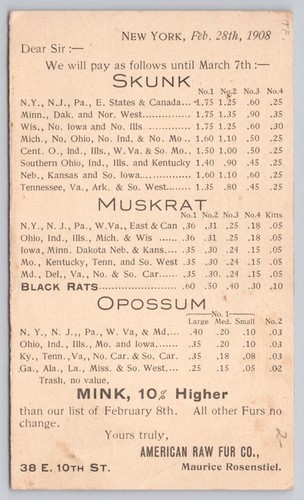 New York, Feb. 28th, 1908
Dear Sir:—
We will pay as follows until March 7th:—
SKUNK
No.1 No.2 No.3 No.4
N.Y., N.J., Pa., E. States & Canada 1.75 1.25 .60 .25
Minn., Dak, and Nor. West 1.75 1.35 .90 .35
Wis., No. Iowa and No. Ills 1.75 1.25 .60 .30
Mich., No, Ohio, No. Ind. & No. Mo 1.60 1.10 .50 .25
Cent. O., Ind., Ills, W. Va. & So. Mo 1.50 1.00 .50 .25
Southern Ohio, Ind., Ills. and Kentucky 1.40 .90 .45 .25
Neb., Kansas and So. Iowa 1.60 1.10 .60 .25
Tennessee, Va., Ark. & So. West 1.35 .80 .45 .25
MUSKRAT
No.1 No.2 No.3 No.4 Kitts
N.Y., N. J., Pa., W.Va., East & Can .36 .31 .25 .18 .05
Ohio, Ind., Ills., Mich. & Wis .36 .31 .25 .18 .05
Iowa, Minn. Dakota Neb. & Kans .35 .30 .24 .15 .05
Mo., Kentucky, Tenn. and So. West .35 .30 .24 .15 .05
Md., Del., Va., No. & So. Car .35 .30 .24 .15 .05
BLACK RATS .60 .50 .40 .30 .10
OPOSSUM
No. 1
Large Med. Small No. 2
N. Y., N. J., Pa., W. Va., & Md .40 .20 .10 .03
Ohio, Ind., Ills., Mo. and Iowa .35 .20 .10 .03
Ky., Tenn., Va., No. Car. & So. Car. .35 .18 .08 .03
Ga., Ala., La., Miss. & So. West .25 .15 .05 .02
Trash, no value.
MINK, 10% Higher
than our list of February 8th. All other Furs no
change.
Yours truly,
AMERICAN RAW FUR CO.,
38 E. 10TH ST. Maurice Rosenstiel.